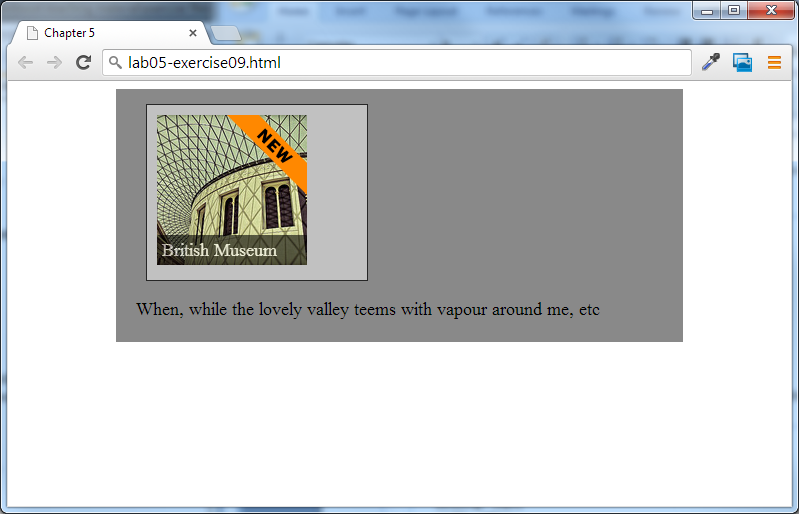 Chapter 5
lab05-exercise09.html
NEW
British Museum
When, while the lovely valley teems with vapour around me, etc